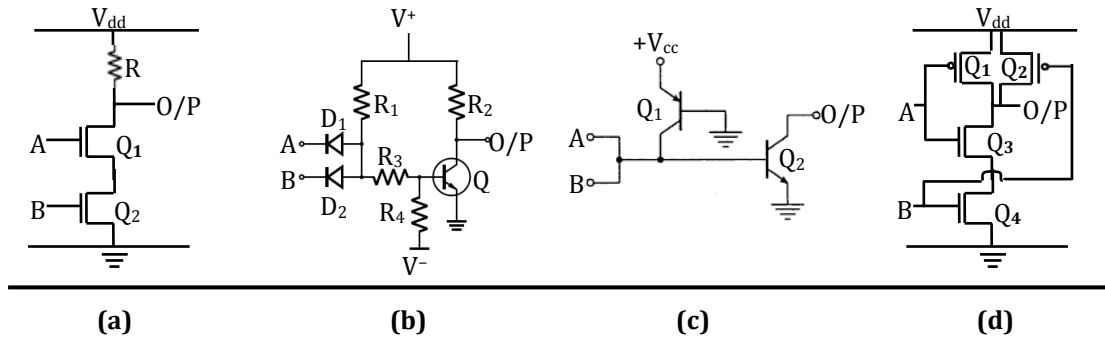 V_dd
R
O/P
A
Q₁
B
Q₂
V⁺
R₁
R₂
D₁
A
O/P
B
R₃
Q
D₂
R₄
V⁻
+V_cc
Q₁
O/P
A
B
Q₂
V_dd
Q₁
Q₂
A
O/P
Q₃
B
Q₄
(a) (b) (c) (d)